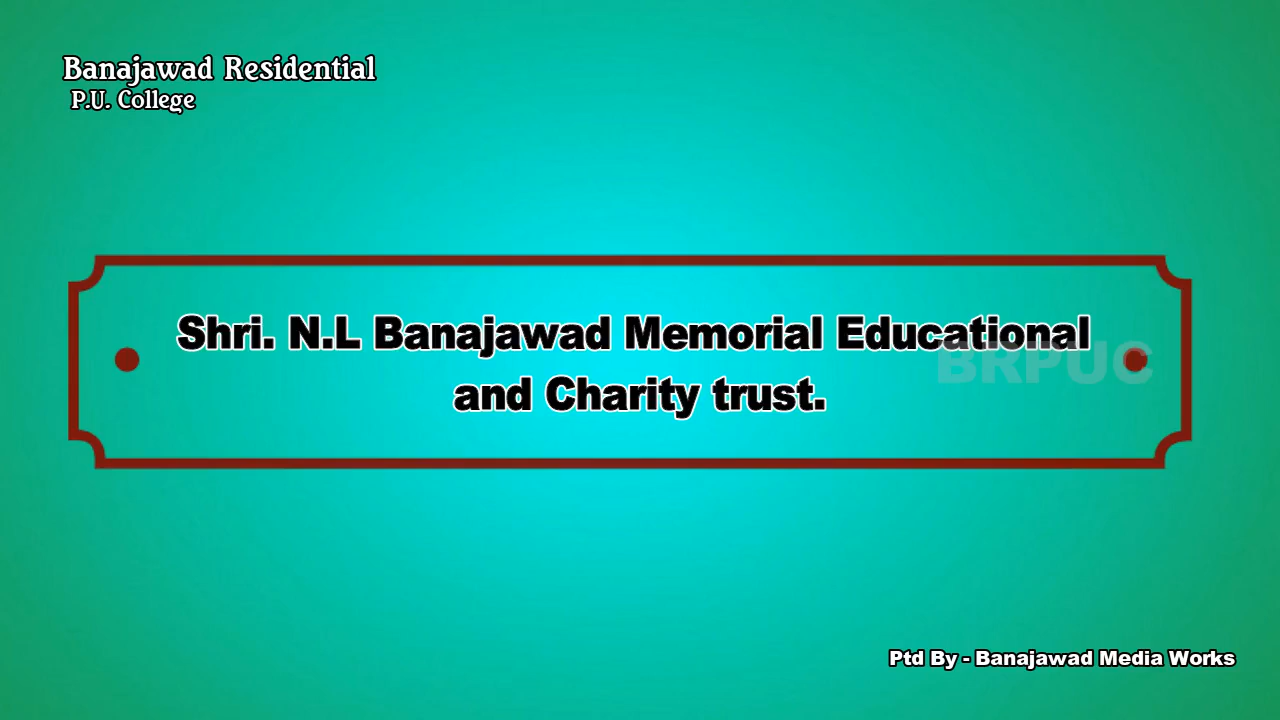 Banajawad Residential
P.U. College
Shri. N.L Banajawad Memorial Educational
BRPUC
and Charity trust.
Ptd By - Banajawad Media Works